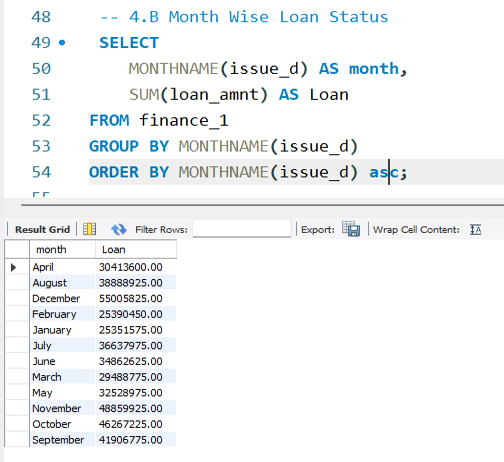 48 -- 4.B Month Wise Loan Status
49 SELECT
50 MONTHNAME(issue_d) AS month,
51 SUM(loan_amnt) AS Loan
52 FROM finance_1
53 GROUP BY MONTHNAME(issue_d)
54 ORDER BY MONTHNAME(issue_d) asc;
55
Result Grid Filter Rows: Export: Wrap Cell Content:
month Loan
April 30413600.00
August 38888925.00
December 55005825.00
February 25390450.00
January 25351575.00
July 36637975.00
June 34862625.00
March 29488775.00
May 32528975.00
November 48859925.00
October 46267225.00
September 41906775.00